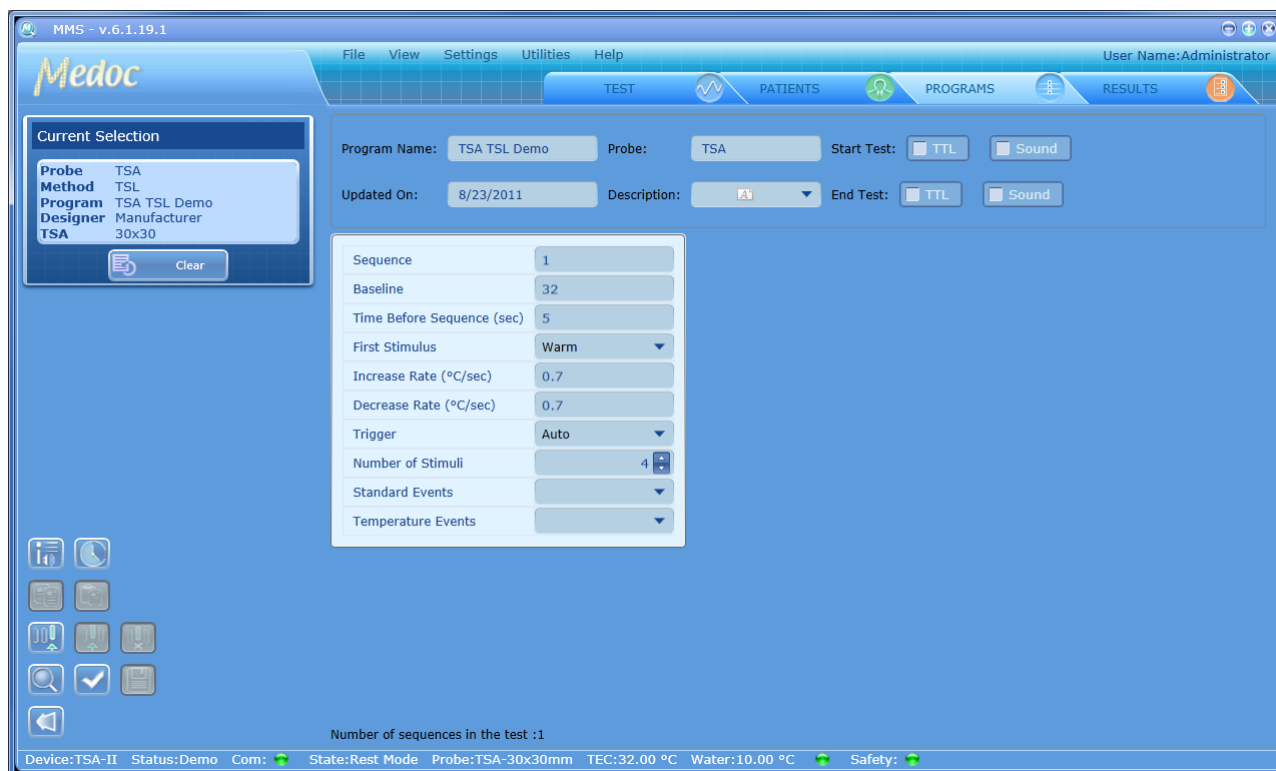 MMS - v.6.1.19.1
File View Settings Utilities Help User Name:Administrator
Medoc
TEST PATIENTS PROGRAMS RESULTS
Current Selection
Probe TSA
Method TSL
Program TSA TSL Demo
Designer Manufacturer
TSA 30x30
Clear
Program Name: TSA TSL Demo Probe: TSA Start Test: TTL Sound
Updated On: 8/23/2011 Description: A End Test: TTL Sound
Sequence 1
Baseline 32
Time Before Sequence (sec) 5
First Stimulus Warm
Increase Rate (°C/sec) 0.7
Decrease Rate (°C/sec) 0.7
Trigger Auto
Number of Stimuli 4
Standard Events
Temperature Events
Number of sequences in the test :1
Device:TSA-II Status:Demo Com: State:Rest Mode Probe:TSA-30x30mm TEC:32.00 °C Water:10.00 °C Safety: